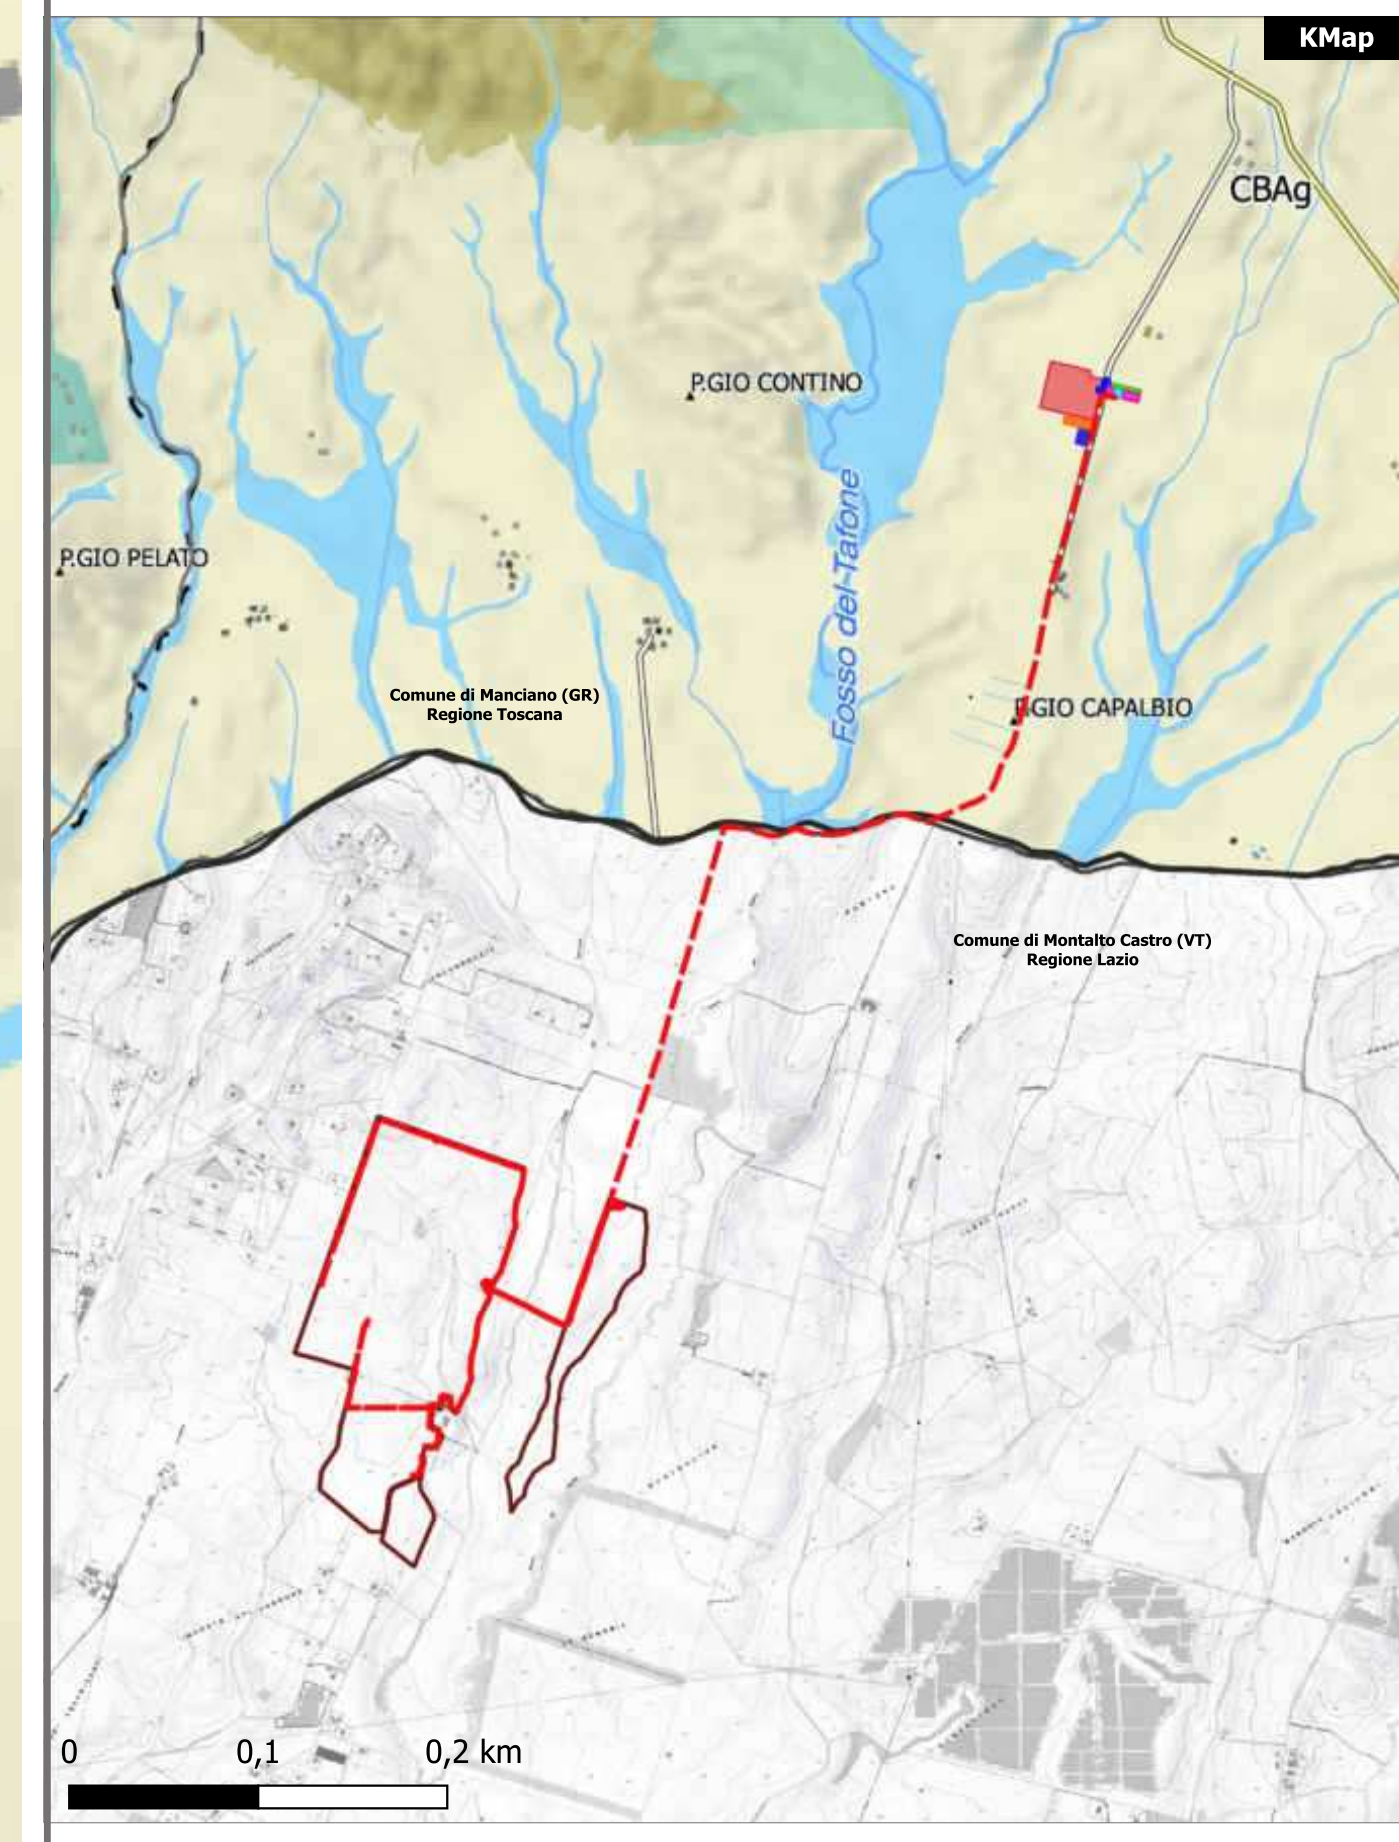 KMap
CBAg
P.GIO CONTINO
P.GIO PELATO
Fosso del Tafone
Comune di Manciano (GR)
Regione Toscana
P.GIO CAPALBIO
Comune di Montalto Castro (VT)
Regione Lazio
0 0,1 0,2 km